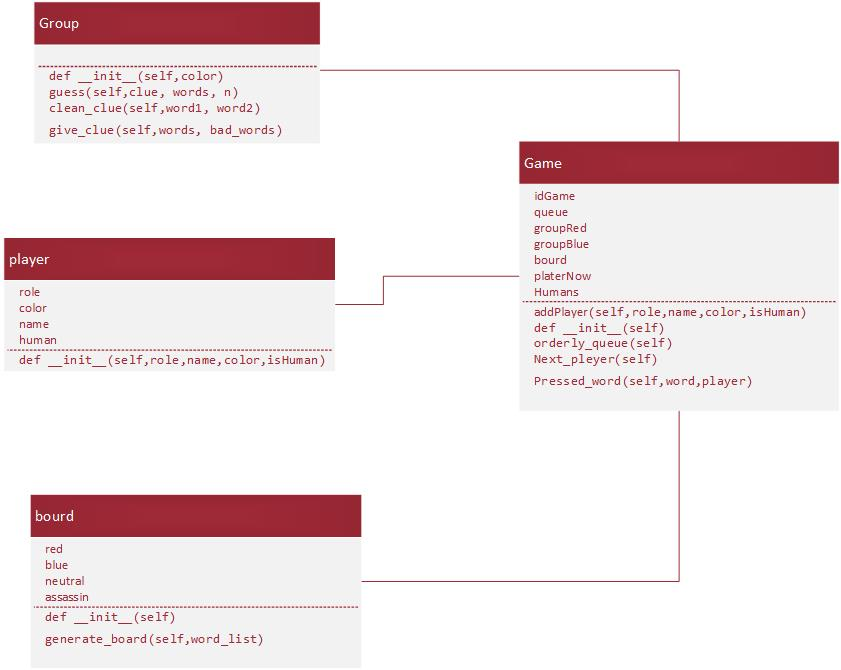 Group
def __init__(self,color)
guess(self,clue, words, n)
clean_clue(self,word1, word2)
give_clue(self,words, bad_words)
Game
idGame
queue
groupRed
groupBlue
bourd
platerNow
Humans
addPlayer(self,role,name,color,isHuman)
def __init__(self)
orderly_queue(self)
Next_pleyer(self)
Pressed_word(self,word,player)
player
role
color
name
human
def __init__(self,role,name,color,isHuman)
bourd
red
blue
neutral
assassin
def __init__(self)
generate_board(self,word_list)